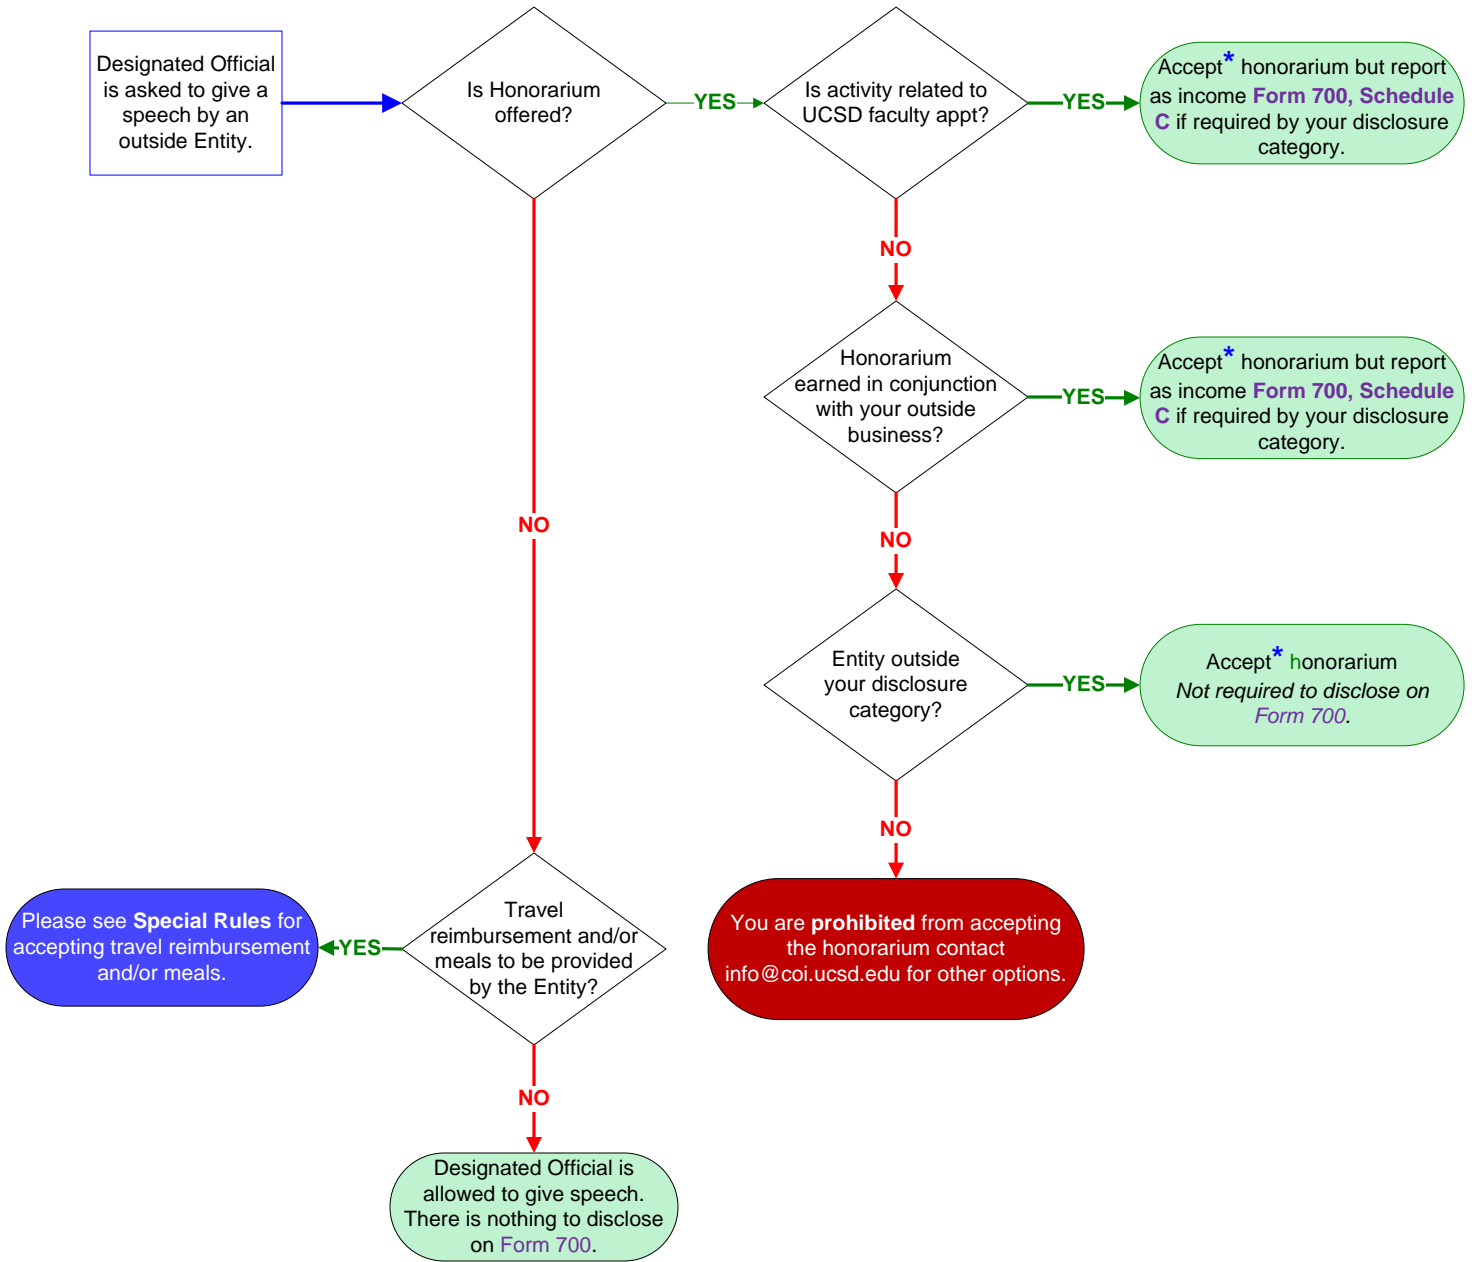 Designated Official
is asked to give a
speech by an
outside Entity.
Is Honorarium
offered?
YES
Is activity related to
UCSD faculty appt?
YES
Accept* honorarium but report
as income Form 700, Schedule
C if required by your disclosure
category.
NO
Honorarium
earned in conjunction
with your outside
business?
YES
Accept* honorarium but report
as income Form 700, Schedule
C if required by your disclosure
category.
NO
NO
Entity outside
your disclosure
category?
YES
Accept* honorarium
Not required to disclose on
Form 700.
NO
You are prohibited from accepting
the honorarium contact
info@coi.ucsd.edu for other options.
Travel
reimbursement and/or
meals to be provided
by the Entity?
YES
Please see Special Rules for
accepting travel reimbursement
and/or meals.
NO
Designated Official is
allowed to give speech.
There is nothing to disclose
on Form 700.